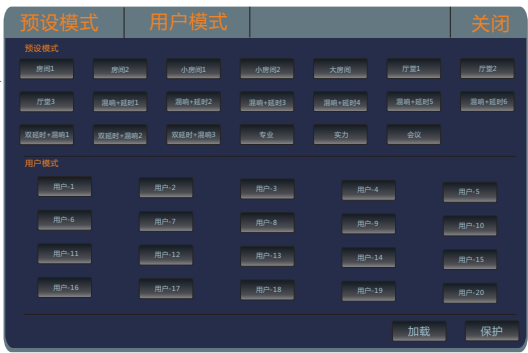 预设模式 用户模式 关闭
预设模式
房间1 房间2 小房间1 小房间2 大房间 厅堂1 厅堂2
厅堂3 混响+延时1 混响+延时2 混响+延时3 混响+延时4 混响+延时5 混响+延时6
双延时+混响1 双延时+混响2 双延时+混响3 专业 实力 会议
用户模式
用户-1 用户-2 用户-3 用户-4 用户-5
用户-6 用户-7 用户-8 用户-9 用户-10
用户-11 用户-12 用户-13 用户-14 用户-15
用户-16 用户-17 用户-18 用户-19 用户-20
加载 保护